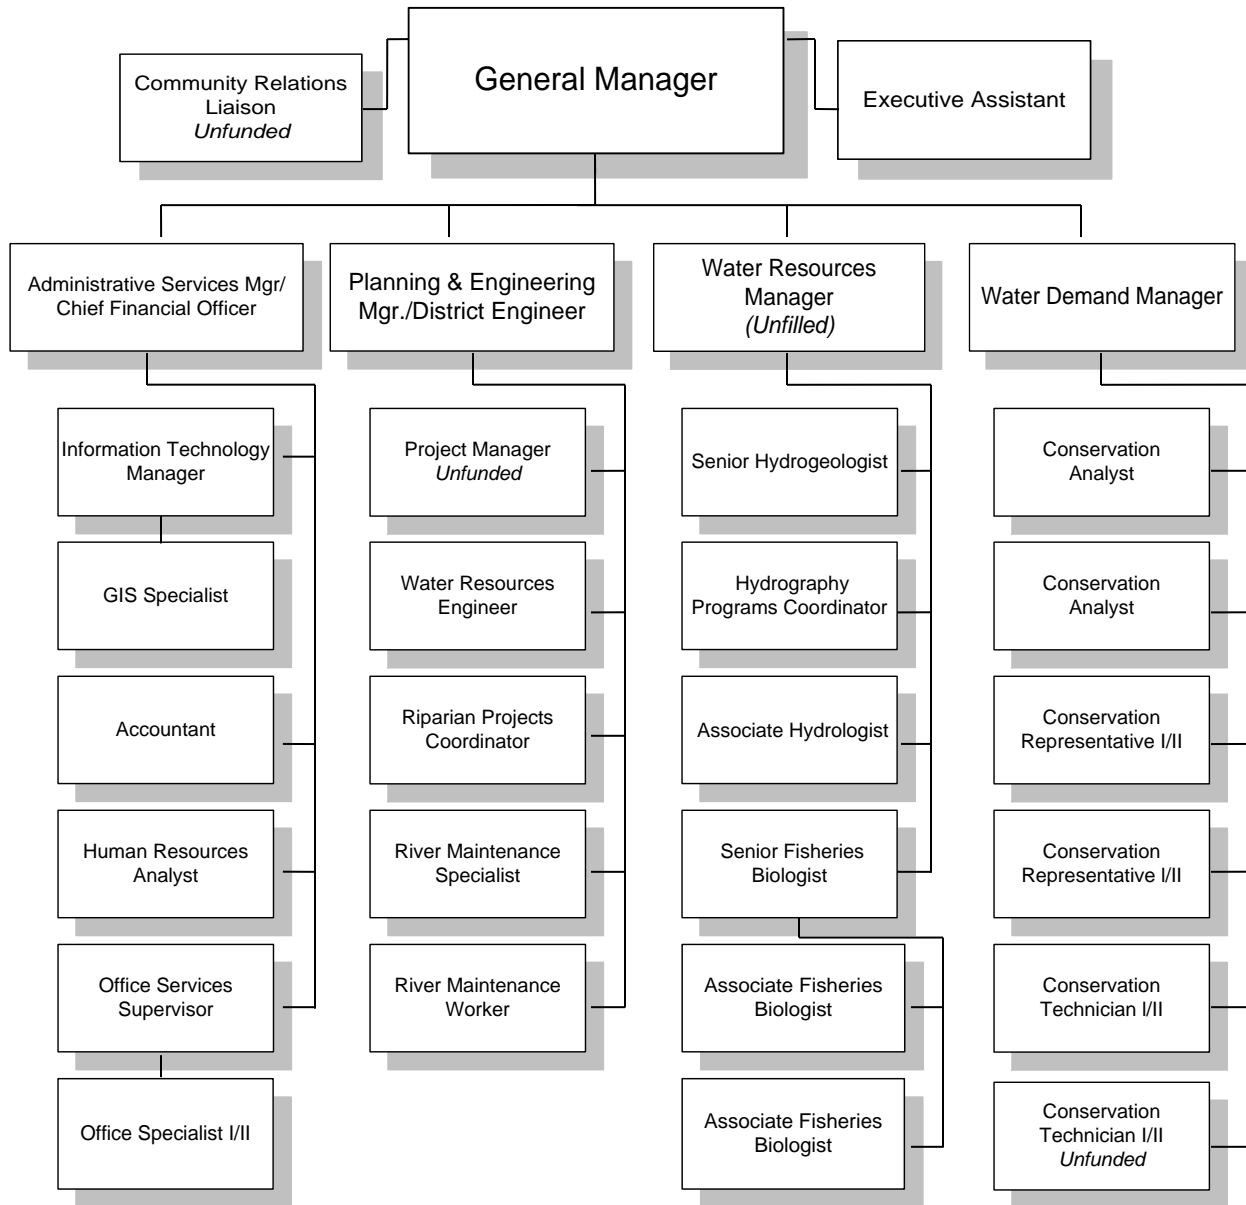 General Manager
Community Relations
Liaison
Unfunded
Executive Assistant
Administrative Services Mgr/
Chief Financial Officer
Planning & Engineering
Mgr./District Engineer
Water Resources
Manager
(Unfilled)
Water Demand Manager
Information Technology
Manager
GIS Specialist
Accountant
Human Resources
Analyst
Office Services
Supervisor
Office Specialist I/II
Project Manager
Unfunded
Water Resources
Engineer
Riparian Projects
Coordinator
River Maintenance
Specialist
River Maintenance
Worker
Senior Hydrogeologist
Hydrography
Programs Coordinator
Associate Hydrologist
Senior Fisheries
Biologist
Associate Fisheries
Biologist
Associate Fisheries
Biologist
Conservation
Analyst
Conservation
Analyst
Conservation
Representative I/II
Conservation
Representative I/II
Conservation
Technician I/II
Conservation
Technician I/II
Unfunded